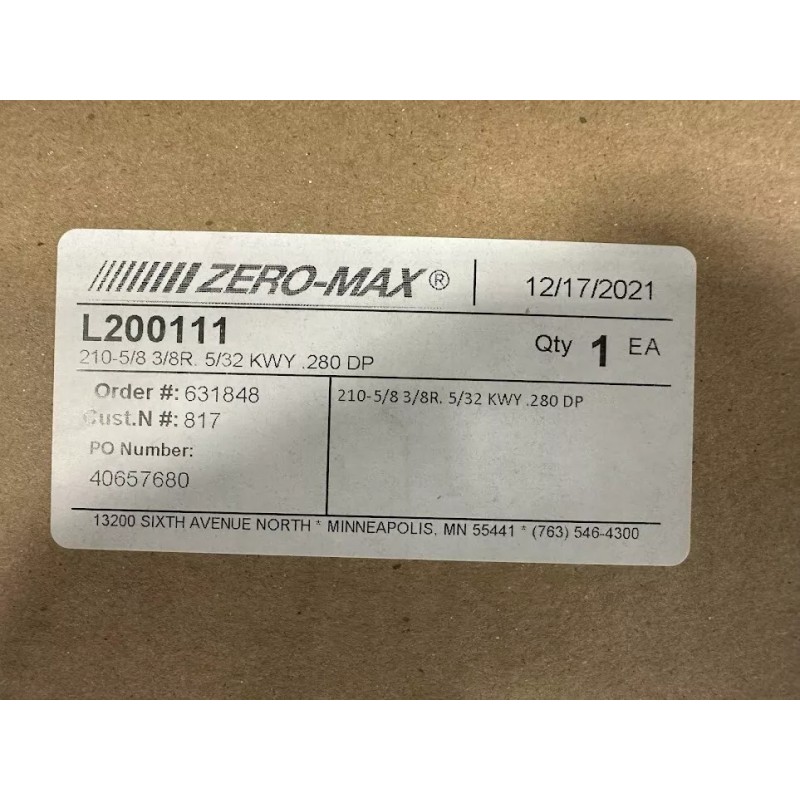 ZERO-MAX® 12/17/2021
L200111 Qty 1 EA
210-5/8 3/8R. 5/32 KWY .280 DP
Order #: 631848 210-5/8 3/8R. 5/32 KWY .280 DP
Cust.N #: 817
PO Number:
40657680
13200 SIXTH AVENUE NORTH * MINNEAPOLIS, MN 55441 * (763) 546-4300